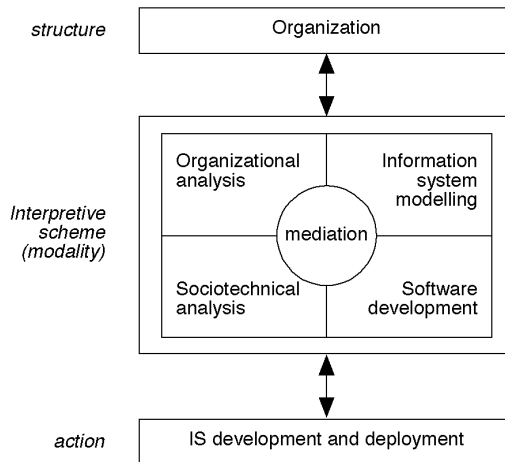 structure
Organization
Organizational
analysis
Information
system
modelling
Interpretive
scheme
(modality)
mediation
Sociotechnical
analysis
Software
development
action
IS development and deployment